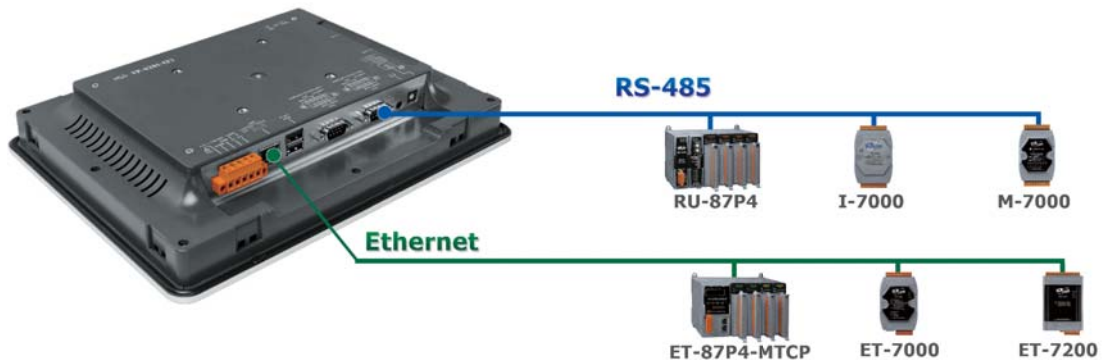 RS-485
RU-87P4
I-7000
M-7000
Ethernet
ET-87P4-MTCP
ET-7000
ET-7200